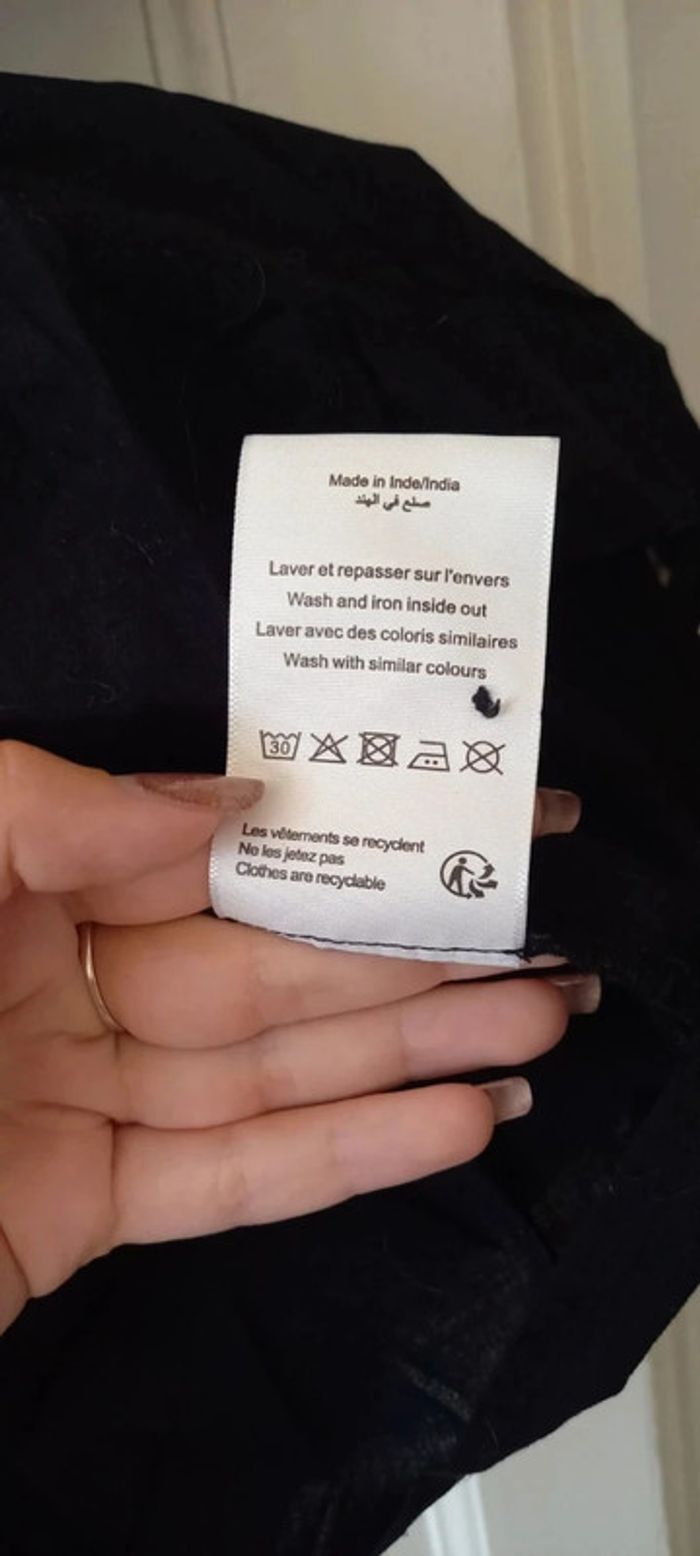 Made in Inde/India
صنع في الهند
Laver et repasser sur l'envers
Wash and iron inside out
Laver avec des coloris similaires
Wash with similar colours
30
Les vêtements se recyclent
Ne les jetez pas
Clothes are recyclable